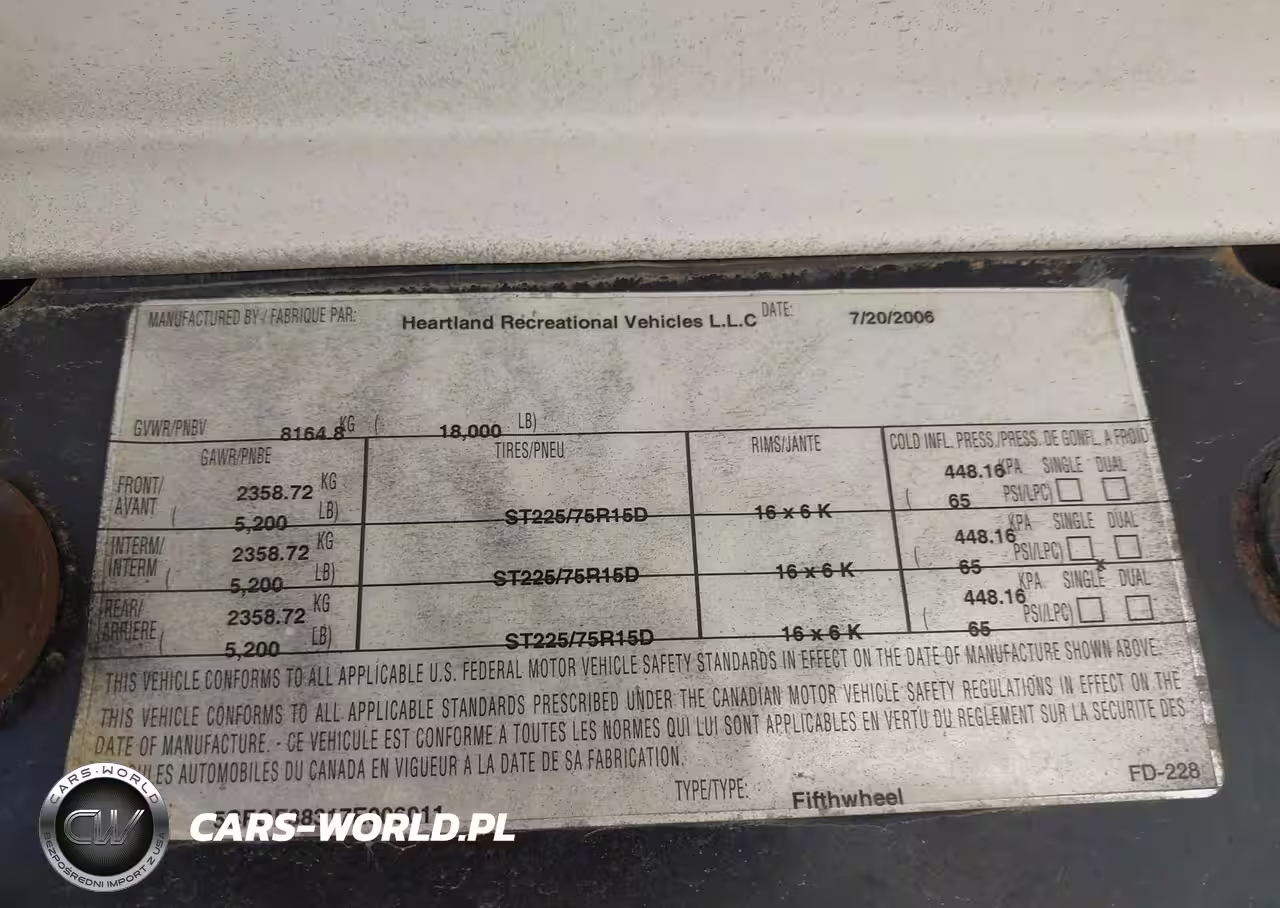 MANUFACTURED BY / FABRIQUE PAR: Heartland Recreational Vehicles L.L.C DATE: 7/20/2006
GVWR/PNBV 8164.8 KG ( 18,000 LB)
GAWR/PNBE TIRES/PNEU RIMS/JANTE COLD INFL. PRESS./PRESS. DE GONFL. A FROID
FRONT/ 2358.72 KG 448.16 KPA SINGLE DUAL
AVANT ( 5,200 LB) ST225/75R15D 16 x 6 K ( 65 PSI/LPC)
INTERM/ 2358.72 KG 448.16 KPA SINGLE DUAL
INTERM ( 5,200 LB) ST225/75R15D 16 x 6 K ( 65 PSI/LPC) x
REAR/ 2358.72 KG 448.16 KPA SINGLE DUAL
ARRIERE ( 5,200 LB) ST225/75R15D 16 x 6 K ( 65 PSI/LPC)
THIS VEHICLE CONFORMS TO ALL APPLICABLE U.S. FEDERAL MOTOR VEHICLE SAFETY STANDARDS IN EFFECT ON THE DATE OF MANUFACTURE SHOWN ABOVE.
THIS VEHICLE CONFORMS TO ALL APPLICABLE STANDARDS PRESCRIBED UNDER THE CANADIAN MOTOR VEHICLE SAFETY REGULATIONS IN EFFECT ON THE
DATE OF MANUFACTURE. - CE VEHICULE EST CONFORME A TOUTES LES NORMES QUI LUI SONT APPLICABLES EN VERTU DU REGLEMENT SUR LA SECURITE DES
AUTOMOBILES DU CANADA EN VIGUEUR A LA DATE DE SA FABRICATION.
TYPE/TYPE: Fifthwheel FD-228
CARS-WORLD
CW
BEZPOŚREDNI IMPORT Z USA
CARS-WORLD.PL